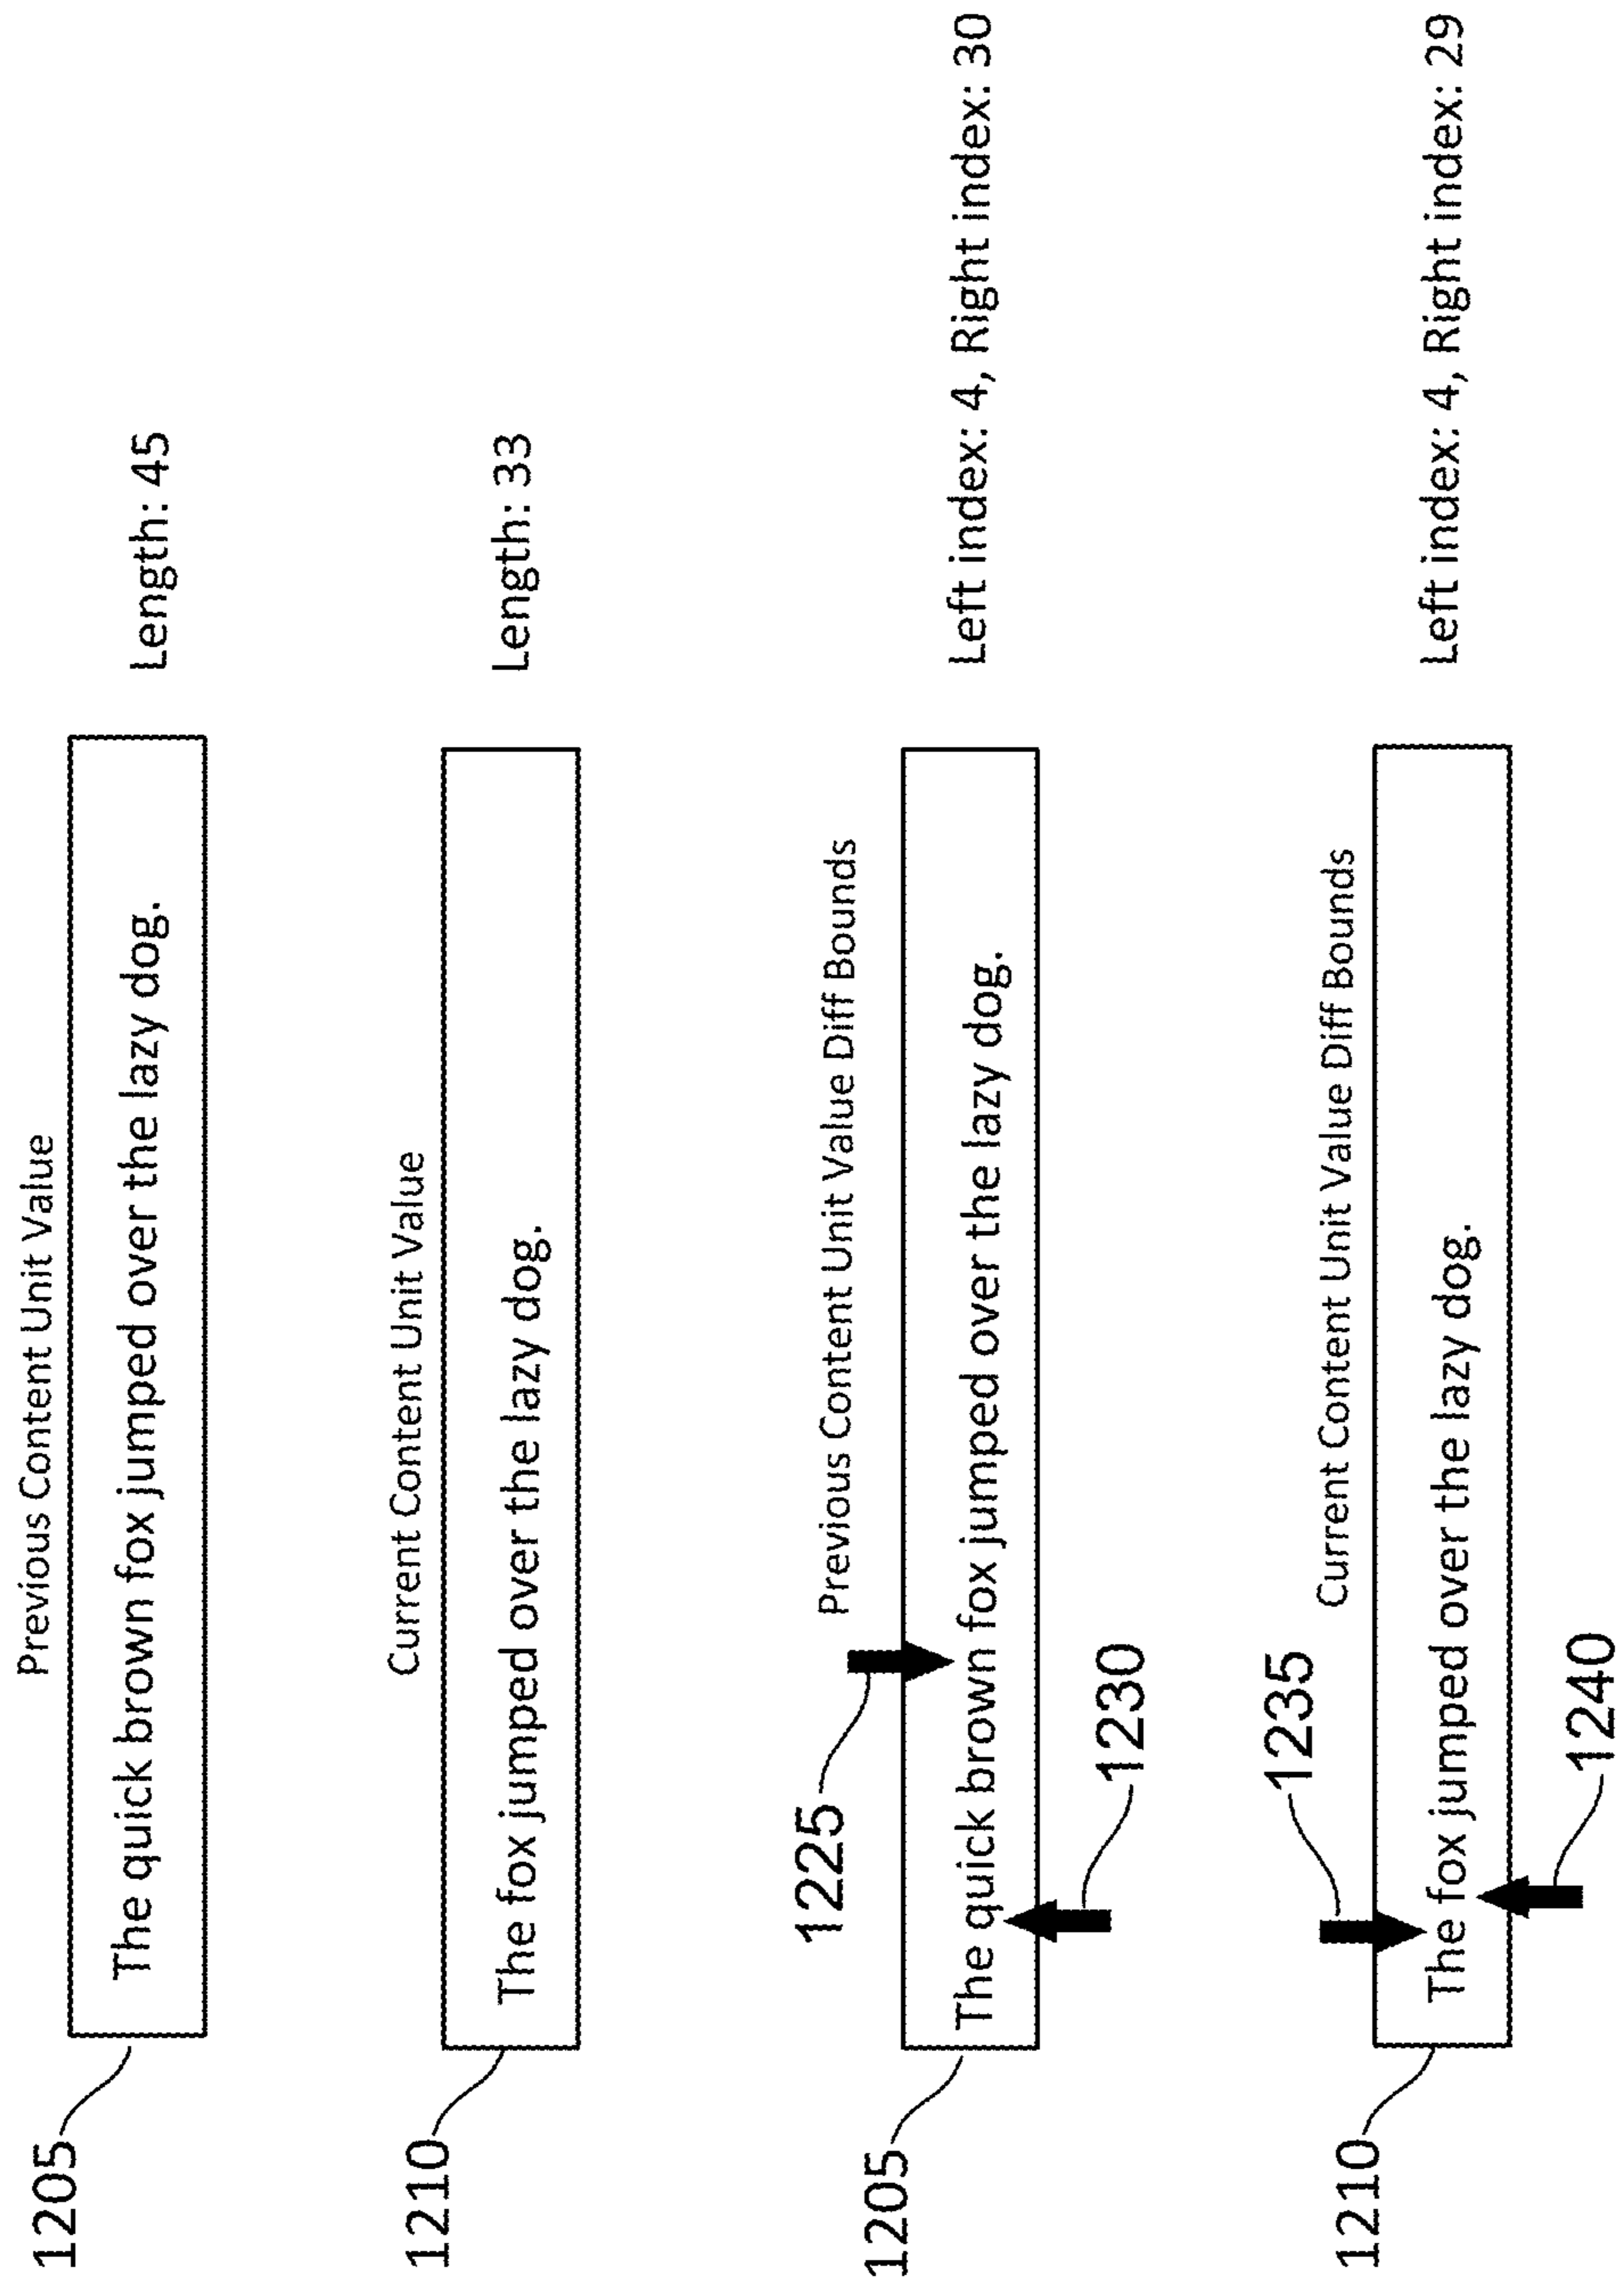 Previous Content Unit Value
1205
The quick brown fox jumped over the lazy dog.
Length: 45
Current Content Unit Value
1210
The fox jumped over the lazy dog.
Length: 33
Previous Content Unit Value Diff Bounds
1225
1205
The quick brown fox jumped over the lazy dog.
Left index: 4, Right index: 30
1230
Current Content Unit Value Diff Bounds
1235
1210
The fox jumped over the lazy dog.
Left index: 4, Right index: 29
1240